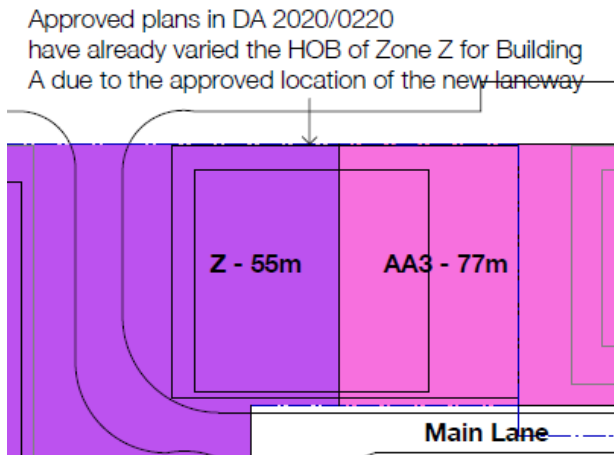 Approved plans in DA 2020/0220
have already varied the HOB of Zone Z for Building
A due to the approved location of the new laneway
Z - 55m
AA3 - 77m
Main Lane